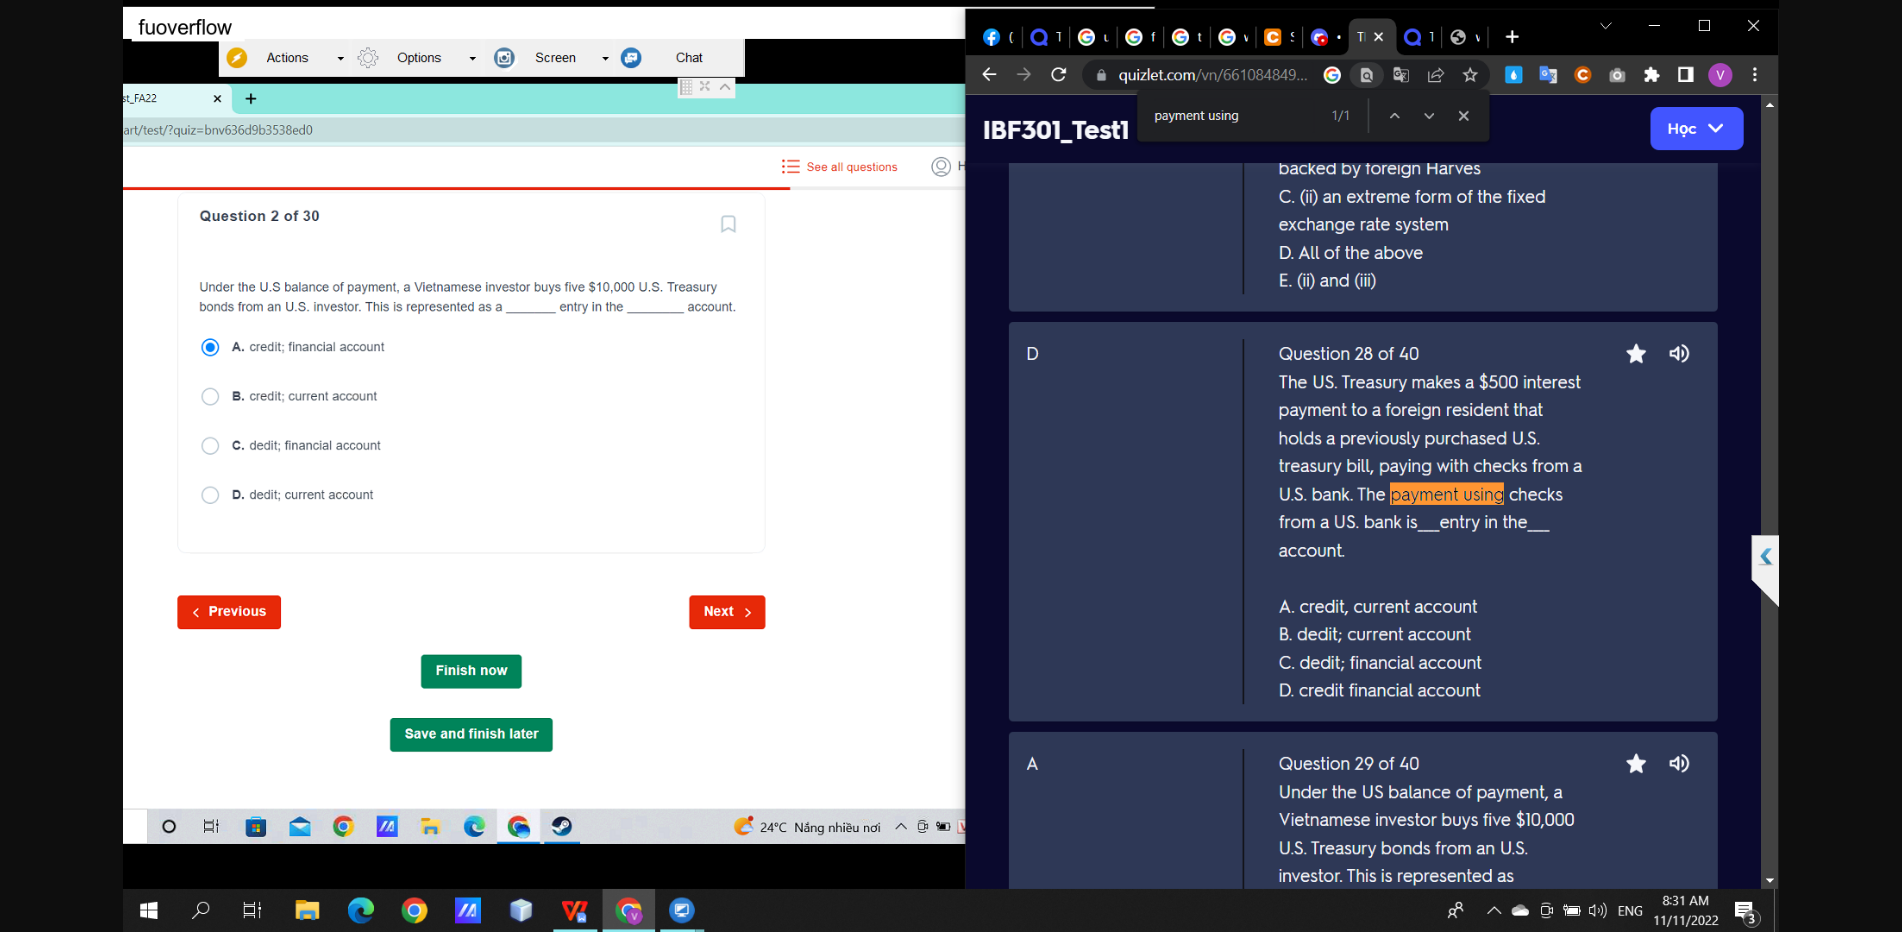 fuoverflow
Actions
Options
Screen
Chat
st_FA22
art/test/?quiz=bnv636d9b3538ed0
See all questions
H
Question 2 of 30
Under the U.S balance of payment, a Vietnamese investor buys five $10,000 U.S. Treasury
bonds from an U.S. investor. This is represented as a _______ entry in the ________ account.
A. credit; financial account
B. credit; current account
C. dedit; financial account
D. dedit; current account
Previous
Next
Finish now
Save and finish later
24°C Nắng nhiều nơi
quizlet.com/vn/661084849...
V
payment using
1/1
IBF301_Test1
Học
backed by foreign Harves
C. (ii) an extreme form of the fixed
exchange rate system
D. All of the above
E. (ii) and (iii)
D
Question 28 of 40
The US. Treasury makes a $500 interest
payment to a foreign resident that
holds a previously purchased U.S.
treasury bill, paying with checks from a
U.S. bank. The payment using checks
from a US. bank is___entry in the___
account.
A. credit, current account
B. dedit; current account
C. dedit; financial account
D. credit financial account
A
Question 29 of 40
Under the US balance of payment, a
Vietnamese investor buys five $10,000
U.S. Treasury bonds from an U.S.
investor. This is represented as
ENG
8:31 AM
11/11/2022
3